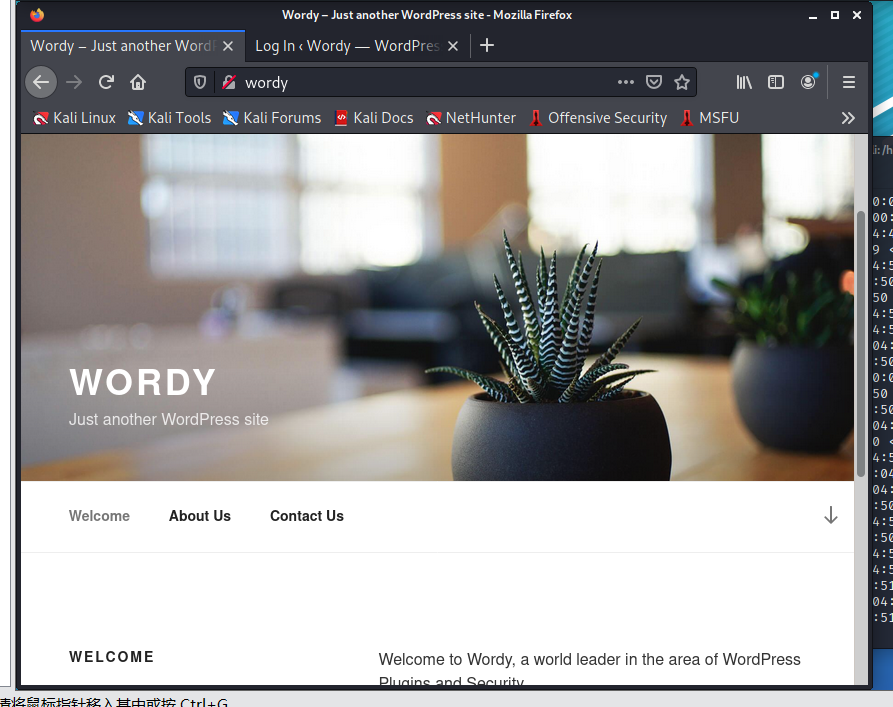 Wordy – Just another WordPress site - Mozilla Firefox
Wordy – Just another Word
Log In ‹ Wordy — WordPres
wordy
Kali Linux Kali Tools Kali Forums Kali Docs NetHunter Offensive Security MSFU
WORDY
Just another WordPress site
Welcome About Us Contact Us
WELCOME
Welcome to Wordy, a world leader in the area of WordPress
Plugins and Security
请将鼠标指针移入其中或按 Ctrl+G